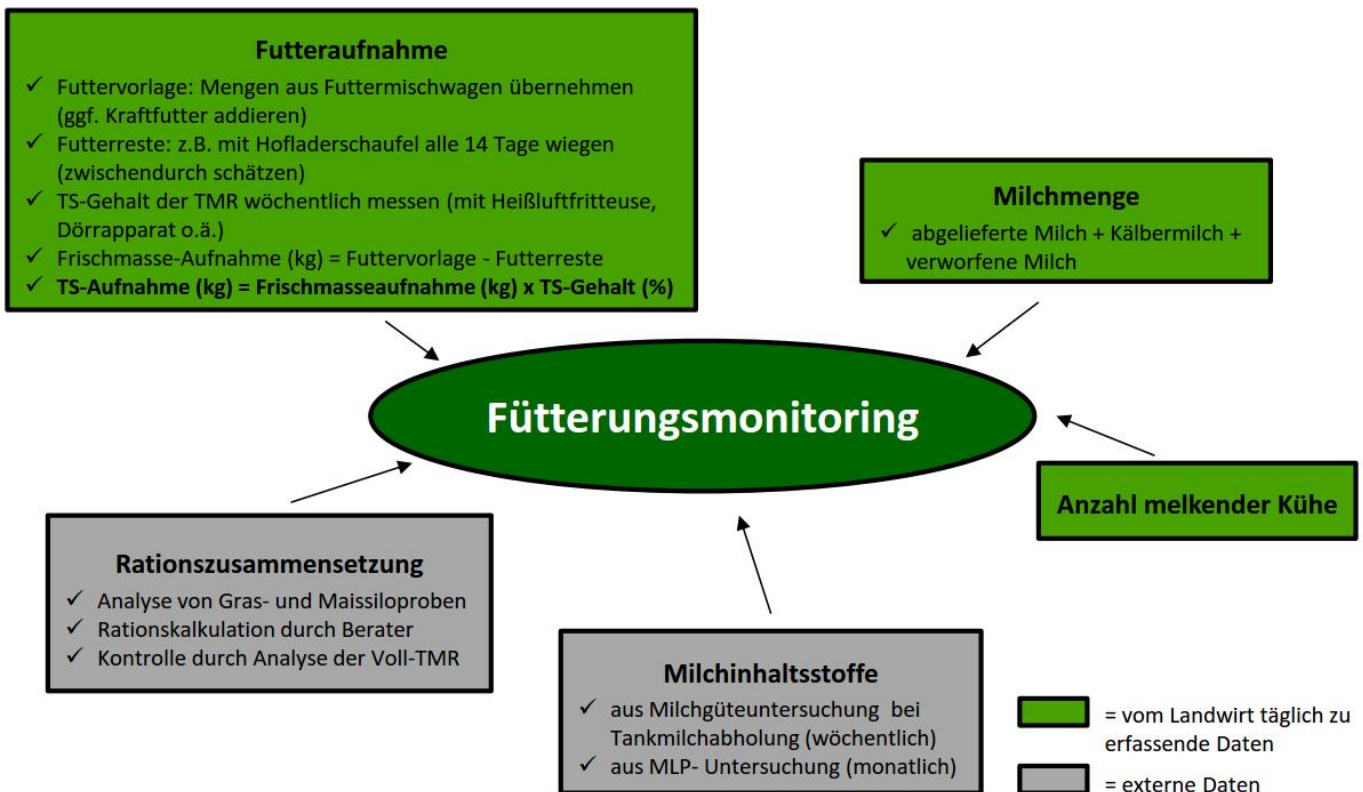 Futteraufnahme
✓ Futtervorlage: Mengen aus Futtermischwagen übernehmen
(ggf. Kraftfutter addieren)
✓ Futterreste: z.B. mit Hofladerschaufel alle 14 Tage wiegen
(zwischendurch schätzen)
✓ TS-Gehalt der TMR wöchentlich messen (mit Heißluftfritteuse,
Dörrapparat o.ä.)
✓ Frischmasse-Aufnahme (kg) = Futtervorlage - Futterreste
✓ TS-Aufnahme (kg) = Frischmasseaufnahme (kg) x TS-Gehalt (%)
Milchmenge
✓ abgelieferte Milch + Kälbermilch +
verworfene Milch
Fütterungsmonitoring
Anzahl melkender Kühe
Rationszusammensetzung
✓ Analyse von Gras- und Maissiloproben
✓ Rationskalkulation durch Berater
✓ Kontrolle durch Analyse der Voll-TMR
Milchinhaltsstoffe
✓ aus Milchgüteuntersuchung bei
Tankmilchabholung (wöchentlich)
✓ aus MLP- Untersuchung (monatlich)
= vom Landwirt täglich zu
erfassende Daten
= externe Daten